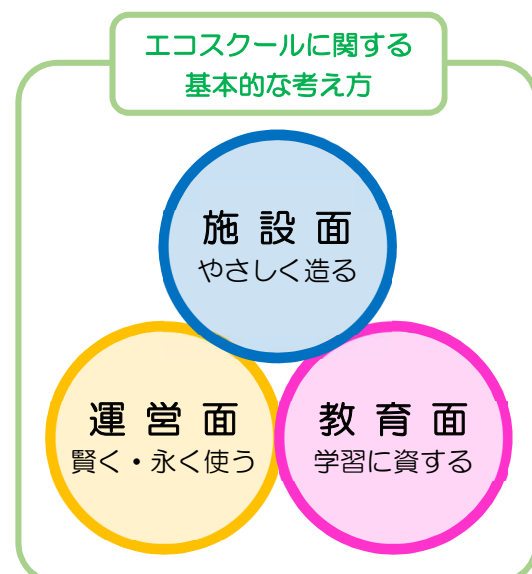 エコスクールに関する
基本的な考え方
施設面
やさしく造る
運営面
賢く・永く使う
教育面
学習に資する